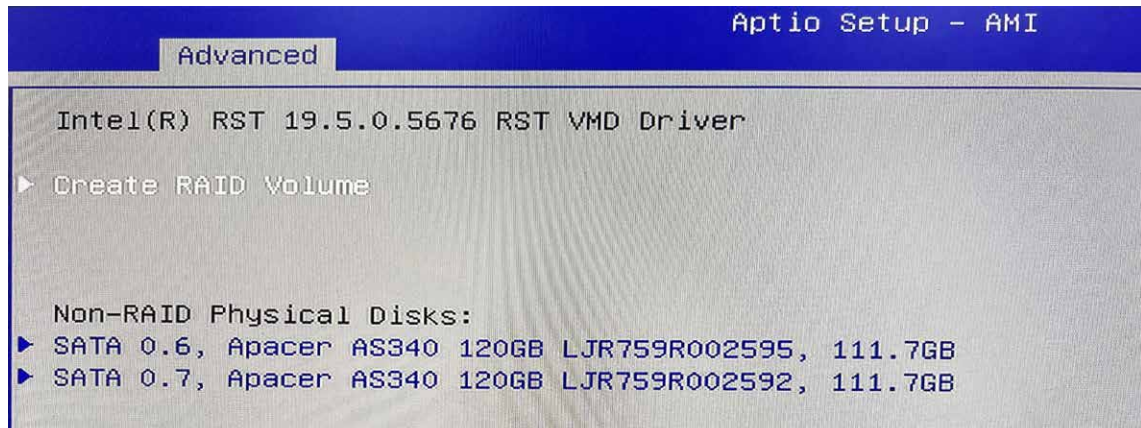 Aptio Setup - AMI
Advanced
Intel(R) RST 19.5.0.5676 RST VMD Driver
Create RAID Volume
Non-RAID Physical Disks:
SATA 0.6, Apacer AS340 120GB LJR759R002595, 111.7GB
SATA 0.7, Apacer AS340 120GB LJR759R002592, 111.7GB